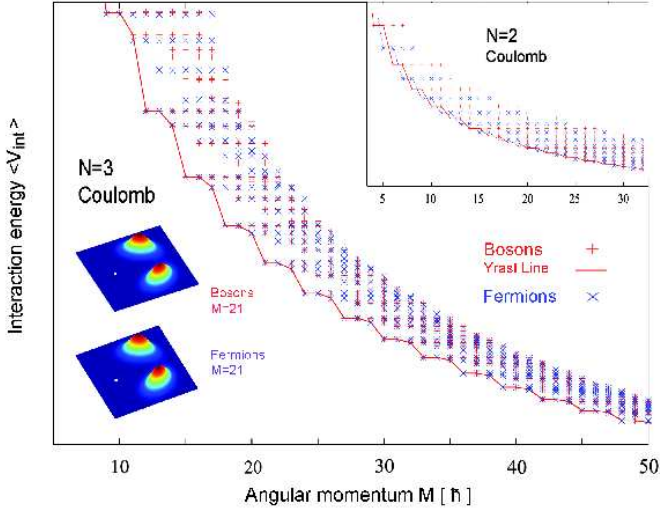 N=2
Coulomb
5 10 15 20 25 30
N=3
Coulomb
Bosons +
Yrast Line
Fermions ×
Bosons
M=21
Fermions
M=21
Interaction energy <V_int>
10 20 30 40 50
Angular momentum M [ ħ ]